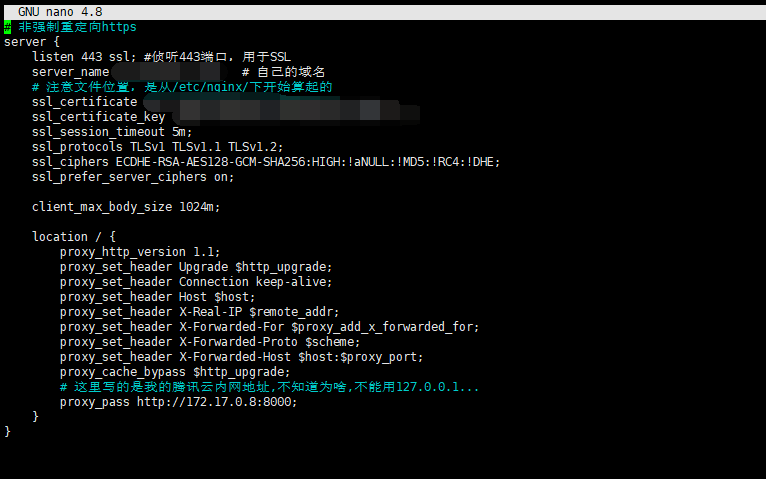 GNU nano 4.8
# 非强制重定向https
server {
listen 443 ssl; #侦听443端口, 用于SSL
server_name # 自己的域名
# 注意文件位置, 是从/etc/nginx/下开始算起的
ssl_certificate
ssl_certificate_key
ssl_session_timeout 5m;
ssl_protocols TLSv1 TLSv1.1 TLSv1.2;
ssl_ciphers ECDHE-RSA-AES128-GCM-SHA256:HIGH:!aNULL:!MD5:!RC4:!DHE;
ssl_prefer_server_ciphers on;
client_max_body_size 1024m;
location / {
proxy_http_version 1.1;
proxy_set_header Upgrade $http_upgrade;
proxy_set_header Connection keep-alive;
proxy_set_header Host $host;
proxy_set_header X-Real-IP $remote_addr;
proxy_set_header X-Forwarded-For $proxy_add_x_forwarded_for;
proxy_set_header X-Forwarded-Proto $scheme;
proxy_set_header X-Forwarded-Host $host:$proxy_port;
proxy_cache_bypass $http_upgrade;
# 这里写的是我的腾讯云内网地址,不知道为啥,不能用127.0.0.1...
proxy_pass http://172.17.0.8:8000;
}
}